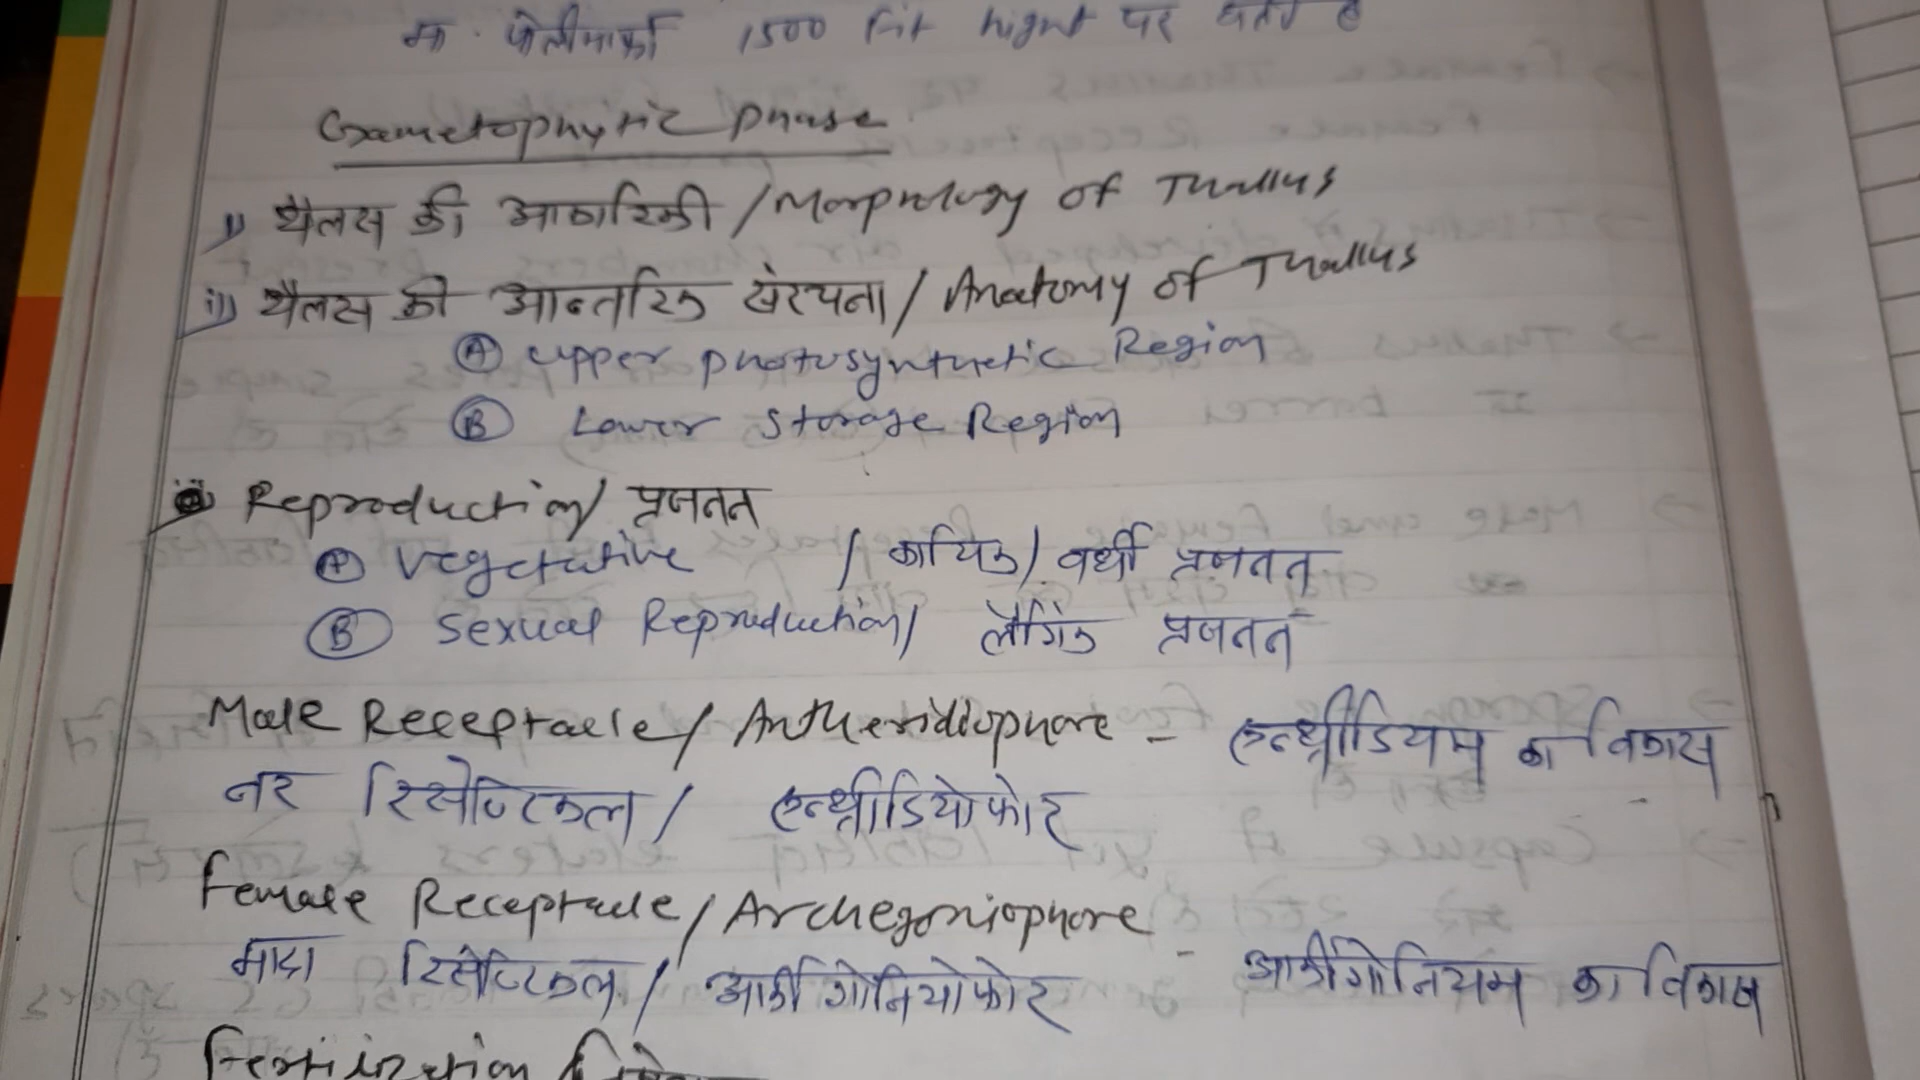 मा. पोलीमार्फा 1500 fit hight पर
Gametophytic phase
i) थैलस की आकारिकी / Morphology of Thallus
ii) थैलस की आन्तरिक संरचना / Anatomy of Thallus
(A) Upper photosynthetic Region
(B) Lower Storage Region
Reproduction / प्रजनन
(A) Vegetative / कायिक / वर्धी प्रजनन
(B) Sexual Reproduction / लैंगिक प्रजनन
Male Receptacle / Antheridiophore - एन्थ्रीडियम का विकास
नर रिसेप्टिकल / एन्थ्रीडियोफोर
Female Receptacle / Archegoniophore - आर्कीगोनियम का विकास
मादा रिसेप्टिकल / आर्कीगोनियोफोर
Fertilization